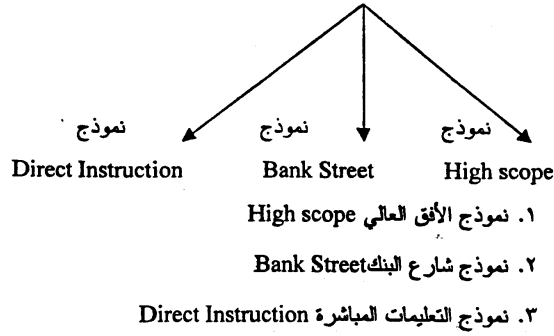 نموذج نموذج نموذج
High scope Bank Street Direct Instruction
١. نموذج الأفق العالي High scope
٢. نموذج شارع البنكBank Street
٣. نموذج التعليمات المباشرة Direct Instruction